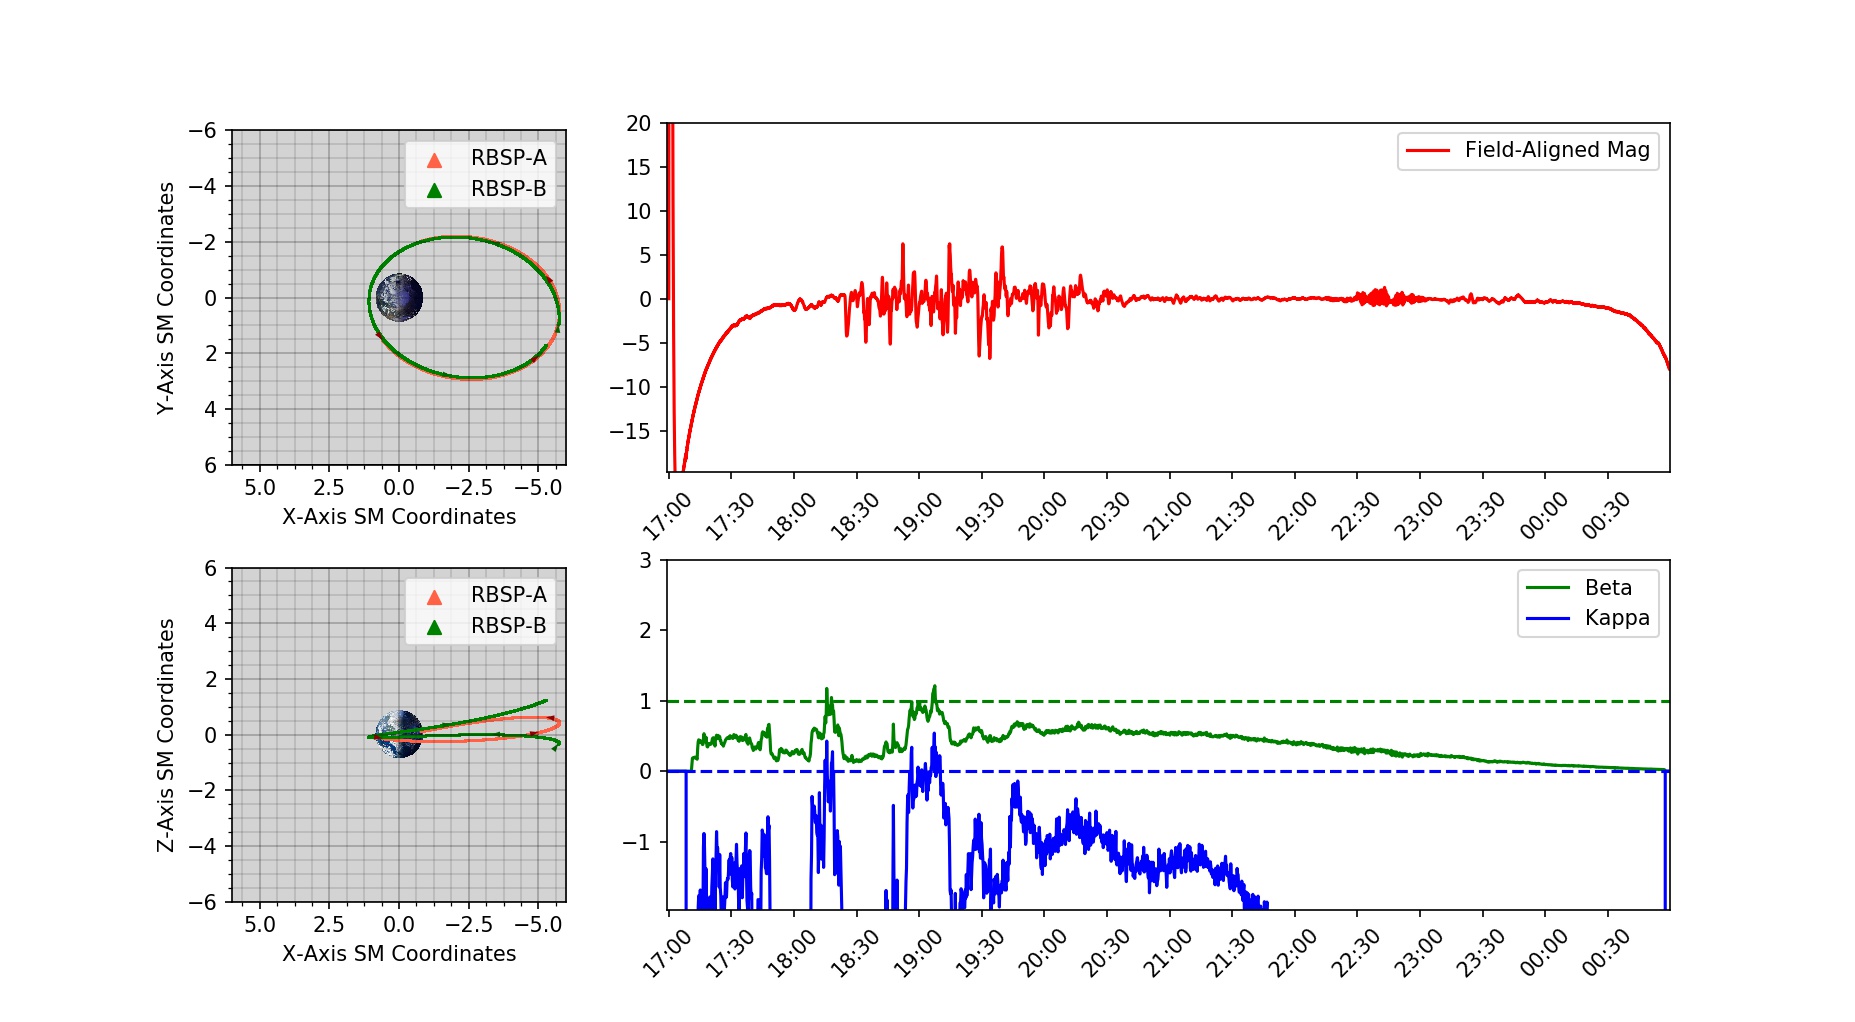 −6
−4
−2
0
2
4
6
Y-Axis SM Coordinates
RBSP-A
RBSP-B
5.0 2.5 0.0 −2.5 −5.0
X-Axis SM Coordinates
20
15
10
5
0
−5
−10
−15
Field-Aligned Mag
17:00 17:30 18:00 18:30 19:00 19:30 20:00 20:30 21:00 21:30 22:00 22:30 23:00 23:30 00:00 00:30
6
4
2
0
−2
−4
−6
Z-Axis SM Coordinates
RBSP-A
RBSP-B
5.0 2.5 0.0 −2.5 −5.0
X-Axis SM Coordinates
3
2
1
0
−1
Beta
Kappa
17:00 17:30 18:00 18:30 19:00 19:30 20:00 20:30 21:00 21:30 22:00 22:30 23:00 23:30 00:00 00:30